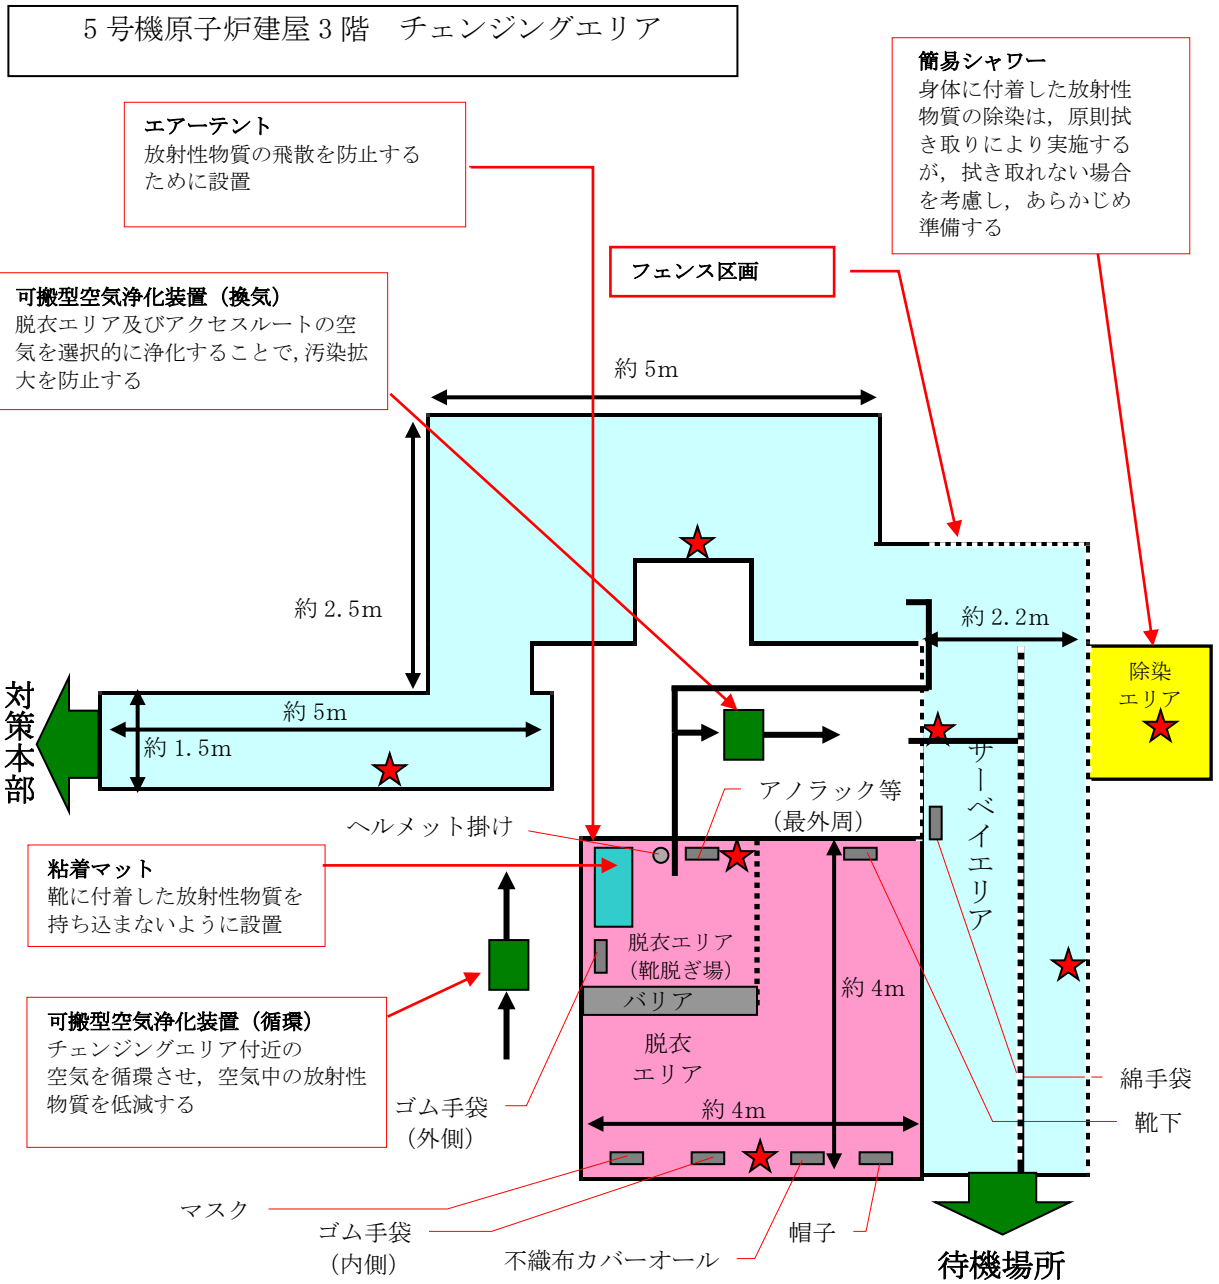 5号機原子炉建屋3階　チェンジングエリア
簡易シャワー
身体に付着した放射性
物質の除染は，原則拭
き取りにより実施する
が，拭き取れない場合
を考慮し，あらかじめ
準備する
エアーテント
放射性物質の飛散を防止する
ために設置
フェンス区画
可搬型空気浄化装置（換気）
脱衣エリア及びアクセスルートの空
気を選択的に浄化することで，汚染拡
大を防止する
約5m
約2.5m
約2.2m
除染
エリア
対策本部
約5m
約1.5m
サーベイエリア
アノラック等
（最外周）
ヘルメット掛け
粘着マット
靴に付着した放射性物質を
持ち込まないように設置
脱衣エリア
（靴脱ぎ場）
バリア
約4m
可搬型空気浄化装置（循環）
チェンジングエリア付近の
空気を循環させ，空気中の放射性
物質を低減する
脱衣
エリア
綿手袋
靴下
約4m
ゴム手袋
（外側）
マスク
ゴム手袋
（内側）
不織布カバーオール
帽子
待機場所